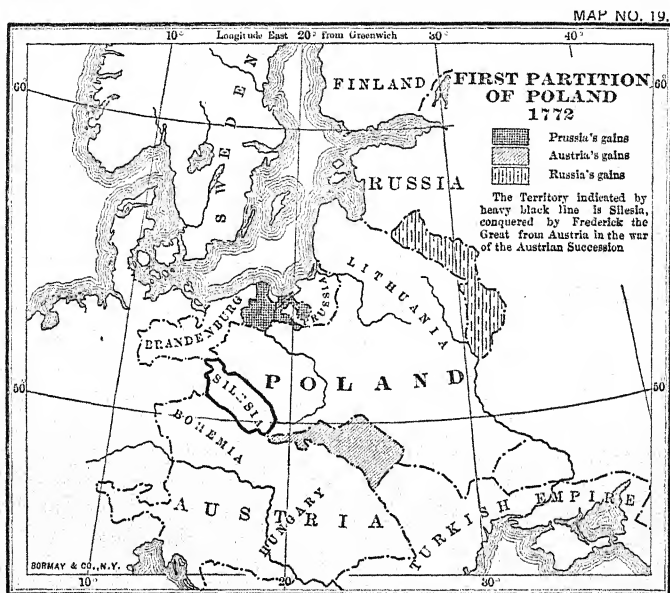 MAP NO. 19.
10° Longitude East 20° from Greenwich 30° 40°
FIRST PARTITION
OF POLAND
1772
Prussia's gains
Austria's gains
Russia's gains
The Territory indicated by
heavy black line is Silesia,
conquered by Frederick the
Great from Austria in the war
of the Austrian Succession
60°
60
FINLAND
SWEDEN
RUSSIA
LITHUANIA
PRUSSIA
BRANDENBURG
POLAND
SILESIA
50
50
BOHEMIA
AUSTRIA
HUNGARY
TURKISH EMPIRE
BORMAY & CO., N.Y.
10° 20°